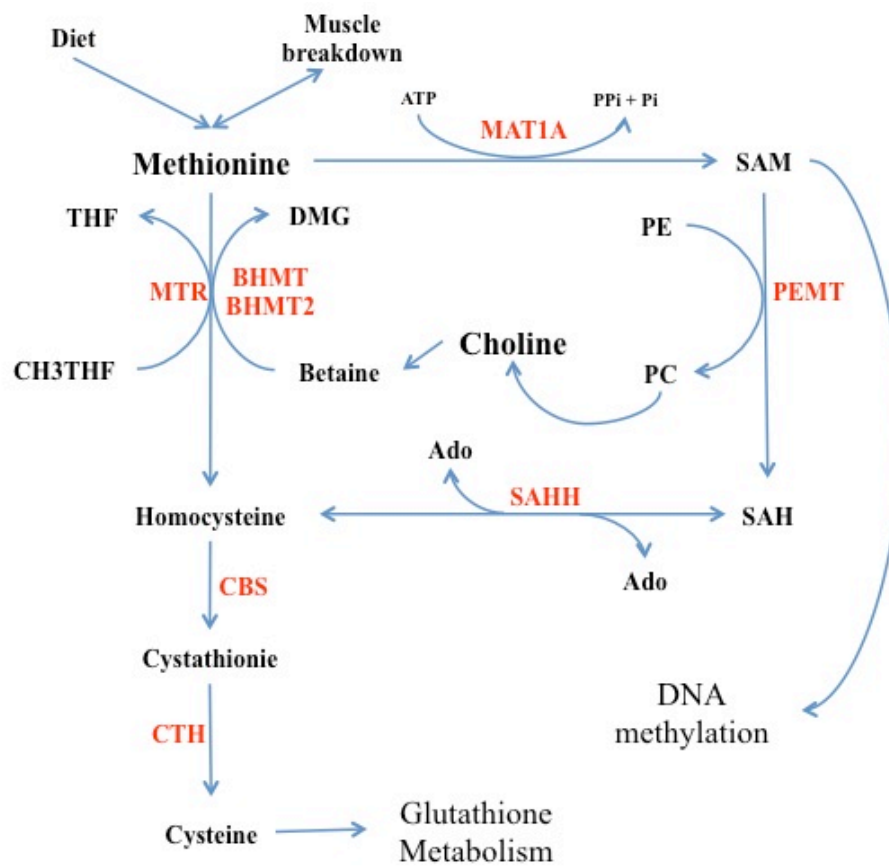 Diet
Muscle
breakdown
ATP
PPi + Pi
MAT1A
Methionine
SAM
THF
DMG
PE
MTR
BHMT
BHMT2
PEMT
CH3THF
Betaine
Choline
PC
Ado
Homocysteine
SAHH
SAH
Ado
CBS
Cystathionie
DNA
methylation
CTH
Cysteine
Glutathione
Metabolism